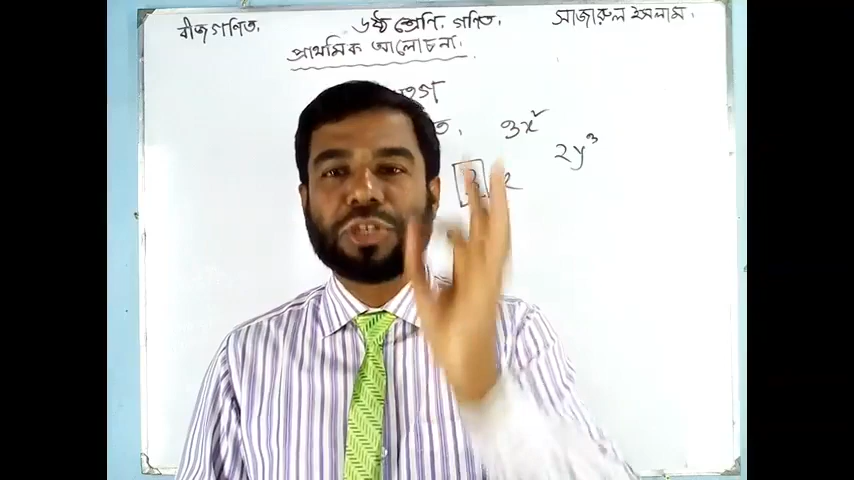 বীজগণিত. ৬ষ্ঠ শ্রেণি. গণিত. সাজারুল ইসলাম.
প্রাথমিক আলোচনা.
3x²
2y³